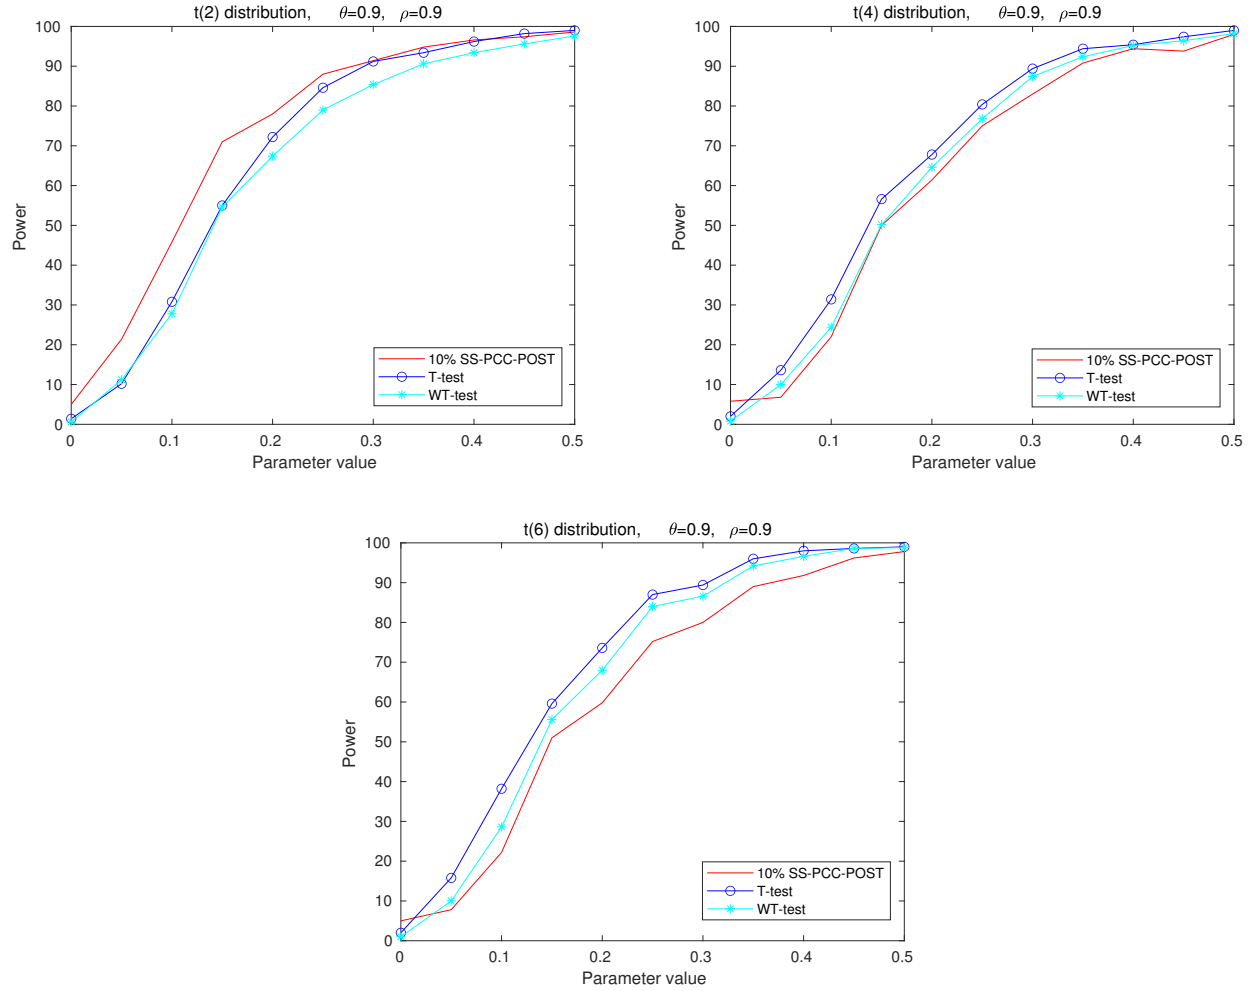 t(2) distribution, θ=0.9, ρ=0.9
100
90
80
70
60
50
40
30
20
10
0
Power
0 0.1 0.2 0.3 0.4 0.5
Parameter value
10% SS-PCC-POST
T-test
WT-test
t(4) distribution, θ=0.9, ρ=0.9
100
90
80
70
60
50
40
30
20
10
0
Power
0 0.1 0.2 0.3 0.4 0.5
Parameter value
10% SS-PCC-POST
T-test
WT-test
t(6) distribution, θ=0.9, ρ=0.9
100
90
80
70
60
50
40
30
20
10
0
Power
0 0.1 0.2 0.3 0.4 0.5
Parameter value
10% SS-PCC-POST
T-test
WT-test